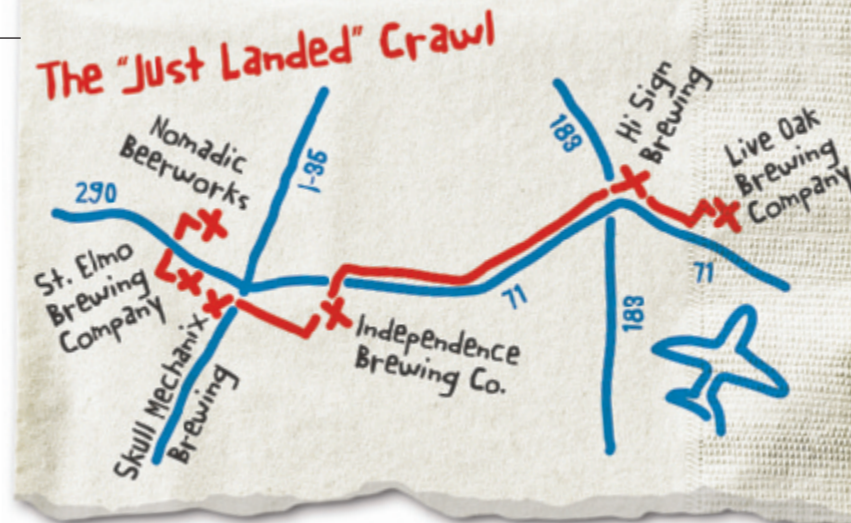 The "Just Landed" Crawl
Nomadic
Beerworks
290
I-35
183
Hi Sign
Brewing
Live Oak
Brewing
Company
St. Elmo
Brewing
Company
Skull Mechanix
Brewing
Independence
Brewing Co.
71
183
71